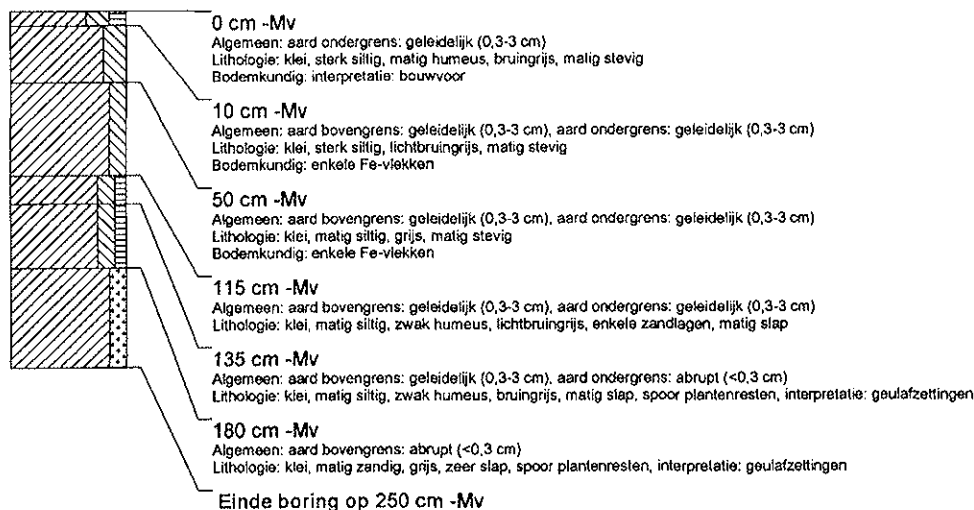 0 cm -Mv
Algemeen: aard ondergrens: geleidelijk (0,3-3 cm)
Lithologie: klei, sterk siltig, matig humeus, bruingrijs, matig stevig
Bodemkundig: interpretatie: bouwvoor
10 cm -Mv
Algemeen: aard bovengrens: geleidelijk (0,3-3 cm), aard ondergrens: geleidelijk (0,3-3 cm)
Lithologie: klei, sterk siltig, lichtbruingrijs, matig stevig
Bodemkundig: enkele Fe-vlekken
50 cm -Mv
Algemeen: aard bovengrens: geleidelijk (0,3-3 cm), aard ondergrens: geleidelijk (0,3-3 cm)
Lithologie: klei, matig siltig, grijs, matig stevig
Bodemkundig: enkele Fe-vlekken
115 cm -Mv
Algemeen: aard bovengrens: geleidelijk (0,3-3 cm), aard ondergrens: geleidelijk (0,3-3 cm)
Lithologie: klei, matig siltig, zwak humeus, lichtbruingrijs, enkele zandlagen, matig slap
135 cm -Mv
Algemeen: aard bovengrens: geleidelijk (0,3-3 cm), aard ondergrens: abrupt (<0,3 cm)
Lithologie: klei, matig siltig, zwak humeus, bruingrijs, matig slap, spoor plantenresten, interpretatie: geulafzettingen
180 cm -Mv
Algemeen: aard bovengrens: abrupt (<0,3 cm)
Lithologie: klei, matig zandig, grijs, zeer slap, spoor plantenresten, interpretatie: geulafzettingen
Einde boring op 250 cm -Mv